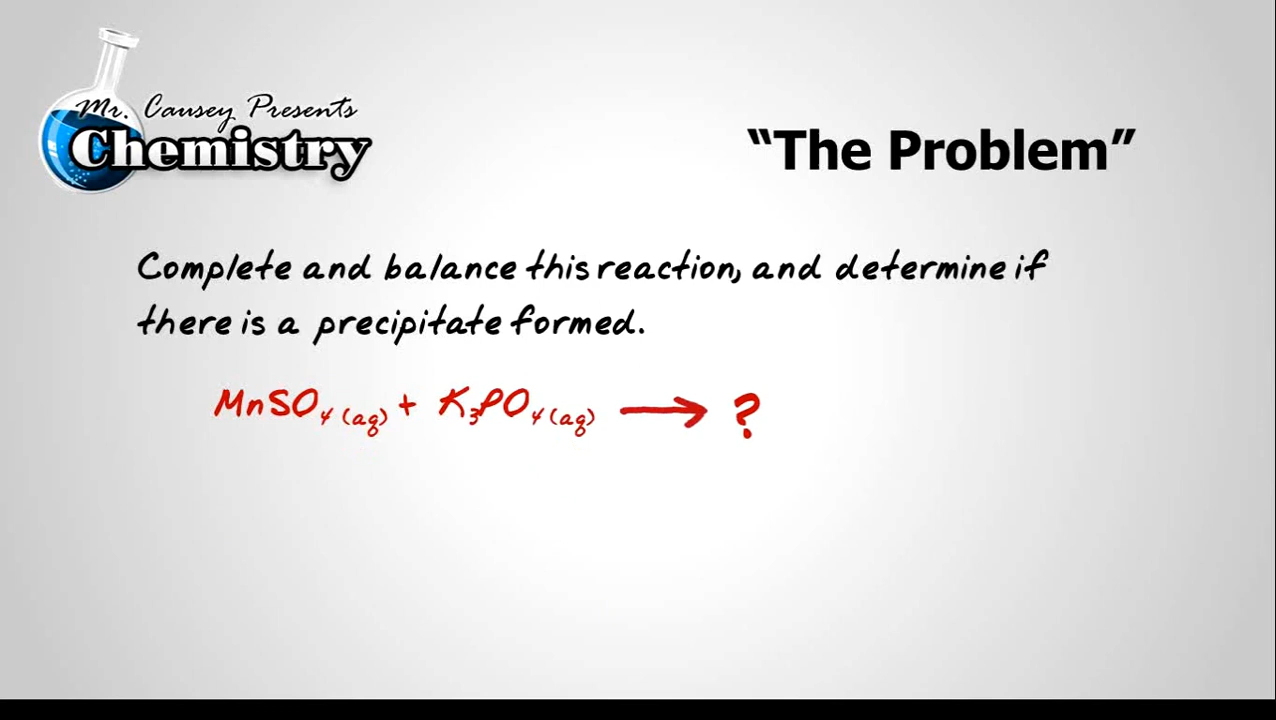 Mr. Causey Presents
Chemistry
“The Problem”
Complete and balance this reaction, and determine if
there is a precipitate formed.
MnSO₄(aq) + K₃PO₄(aq) ⟶ ?